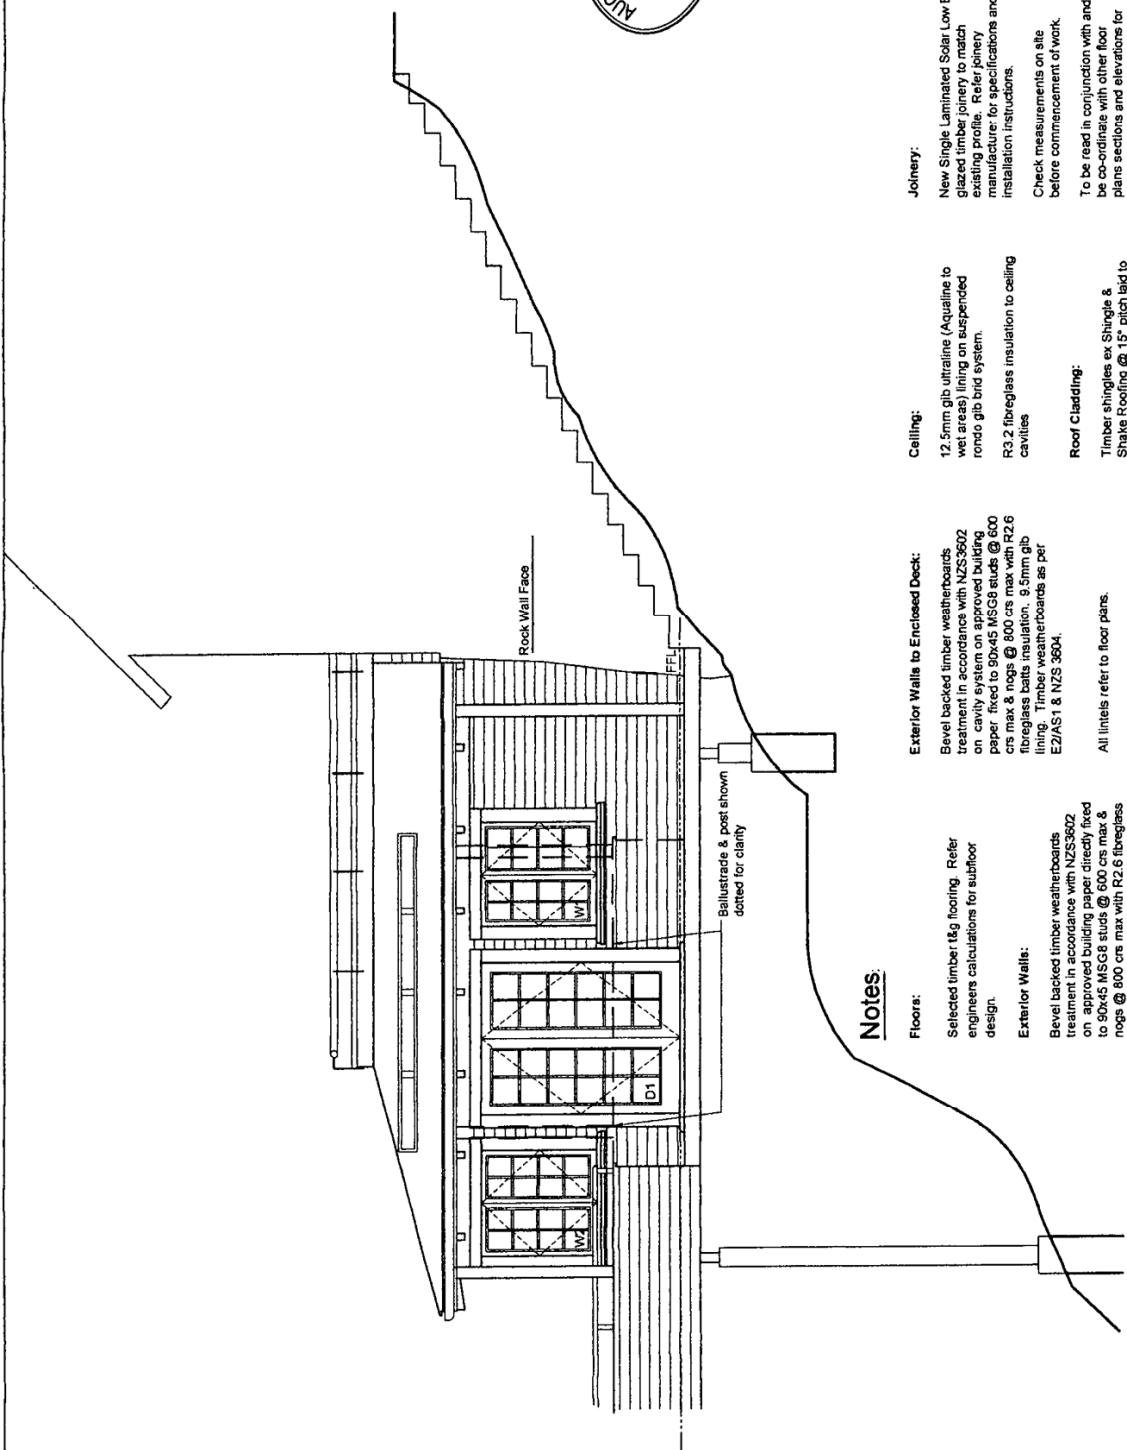 AUG
Rock Wall Face
FFL
W1
W2
D1
Ballustrade & post shown
dotted for clarity
Notes:
Floors:
Selected timber t&g flooring. Refer
engineers calculations for subfloor
design.
Exterior Walls:
Bevel backed timber weatherboards
treatment in accordance with NZS3602
on approved building paper directly fixed
to 90x45 MSG8 studs @ 600 crs max &
nogs @ 800 crs max with R2.6 fibreglass
Exterior Walls to Enclosed Deck:
Bevel backed timber weatherboards
treatment in accordance with NZS3602
on cavity system on approved building
paper fixed to 90x45 MSG8 studs @ 600
crs max & nogs @ 800 crs max with R2.6
fibreglass batts insulation, 9.5mm gib
lining. Timber weatherboards as per
E2/AS1 & NZS 3604.
All lintels refer to floor plans.
Ceiling:
12.5mm gib ultraline (Aqualine to
wet areas) lining on suspended
rondo gib brid system.
R3.2 fibreglass insulation to ceiling
cavities
Roof Cladding:
Timber shingles ex Shingle &
Shake Roofing @ 15° pitch laid to
Joinery:
New Single Laminated Solar Low E
glazed timber joinery to match
existing profile. Refer joinery
manufacturer for specifications and
installation instructions.
Check measurements on site
before commencement of work.
To be read in conjunction with and
be co-ordinate with other floor
plans sections and elevations for